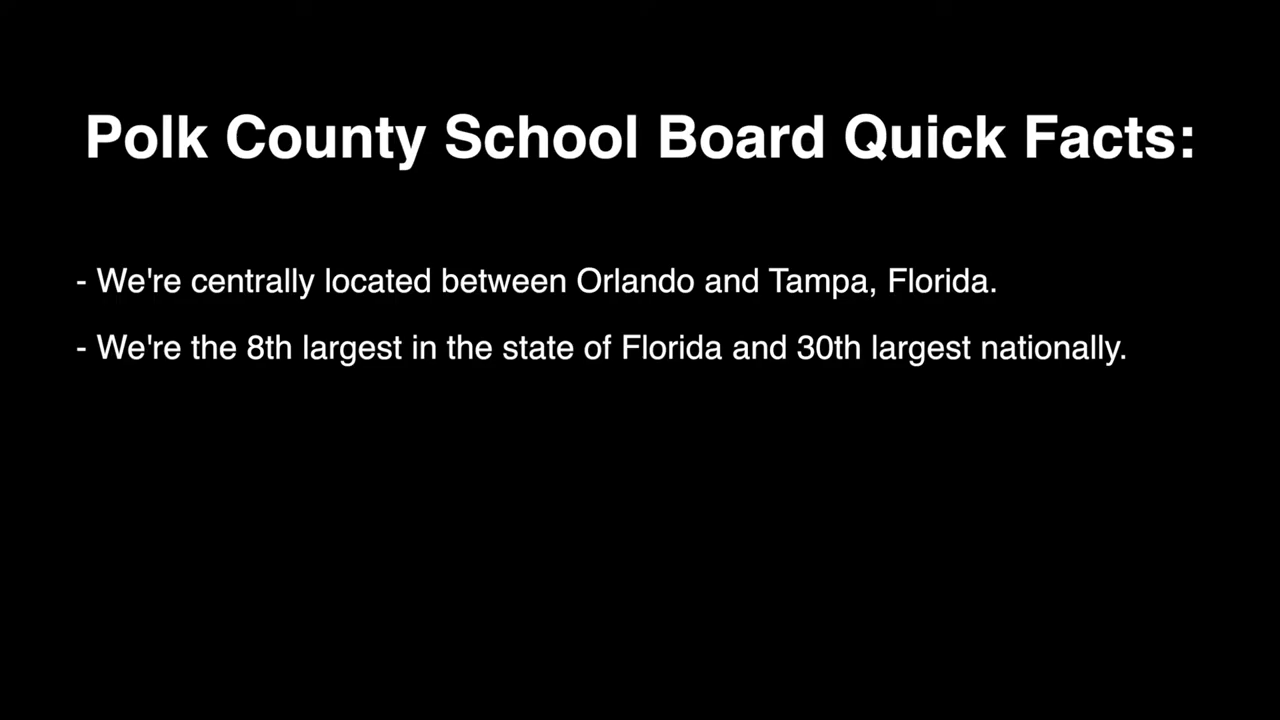 Polk County School Board Quick Facts:
- We're centrally located between Orlando and Tampa, Florida.
- We're the 8th largest in the state of Florida and 30th largest nationally.